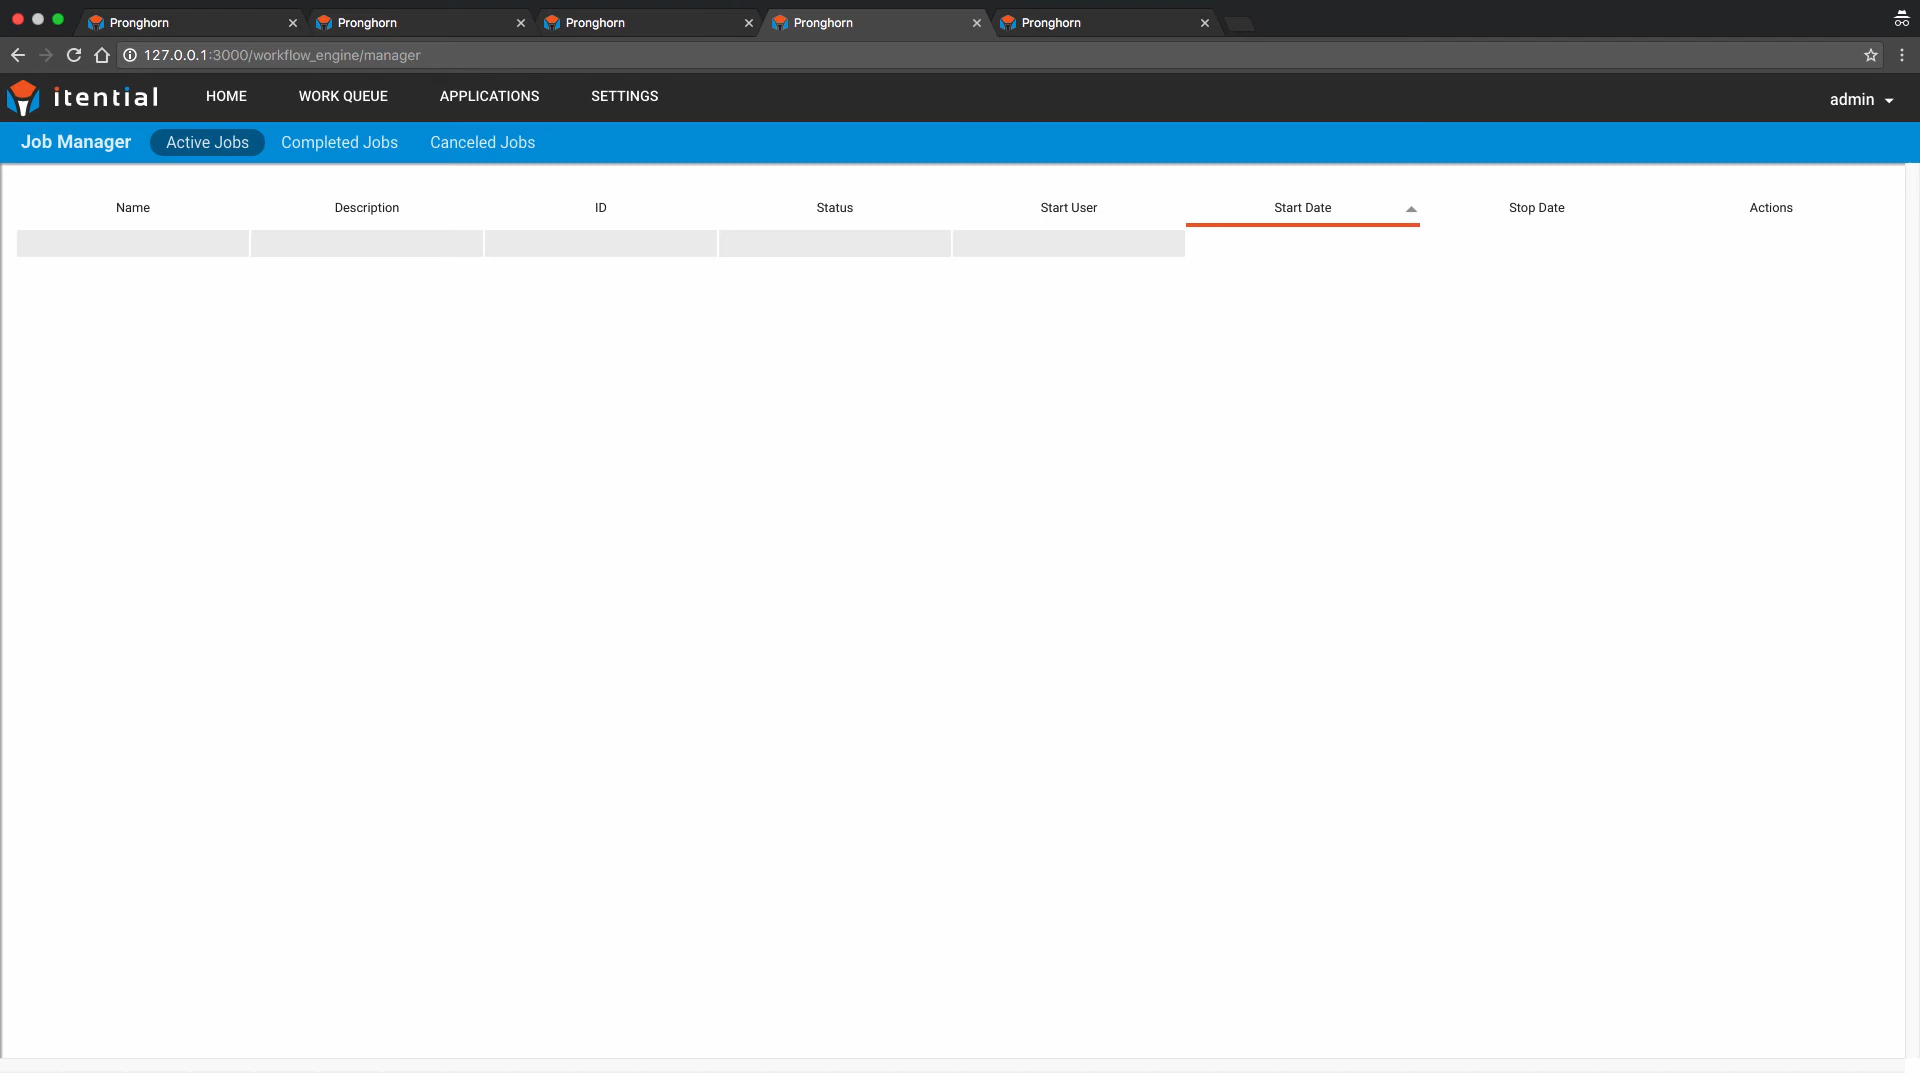 Pronghorn Pronghorn Pronghorn Pronghorn Pronghorn
127.0.0.1:3000/workflow_engine/manager
itential HOME WORK QUEUE APPLICATIONS SETTINGS admin
Job Manager Active Jobs Completed Jobs Canceled Jobs
Name Description ID Status Start User Start Date Stop Date Actions